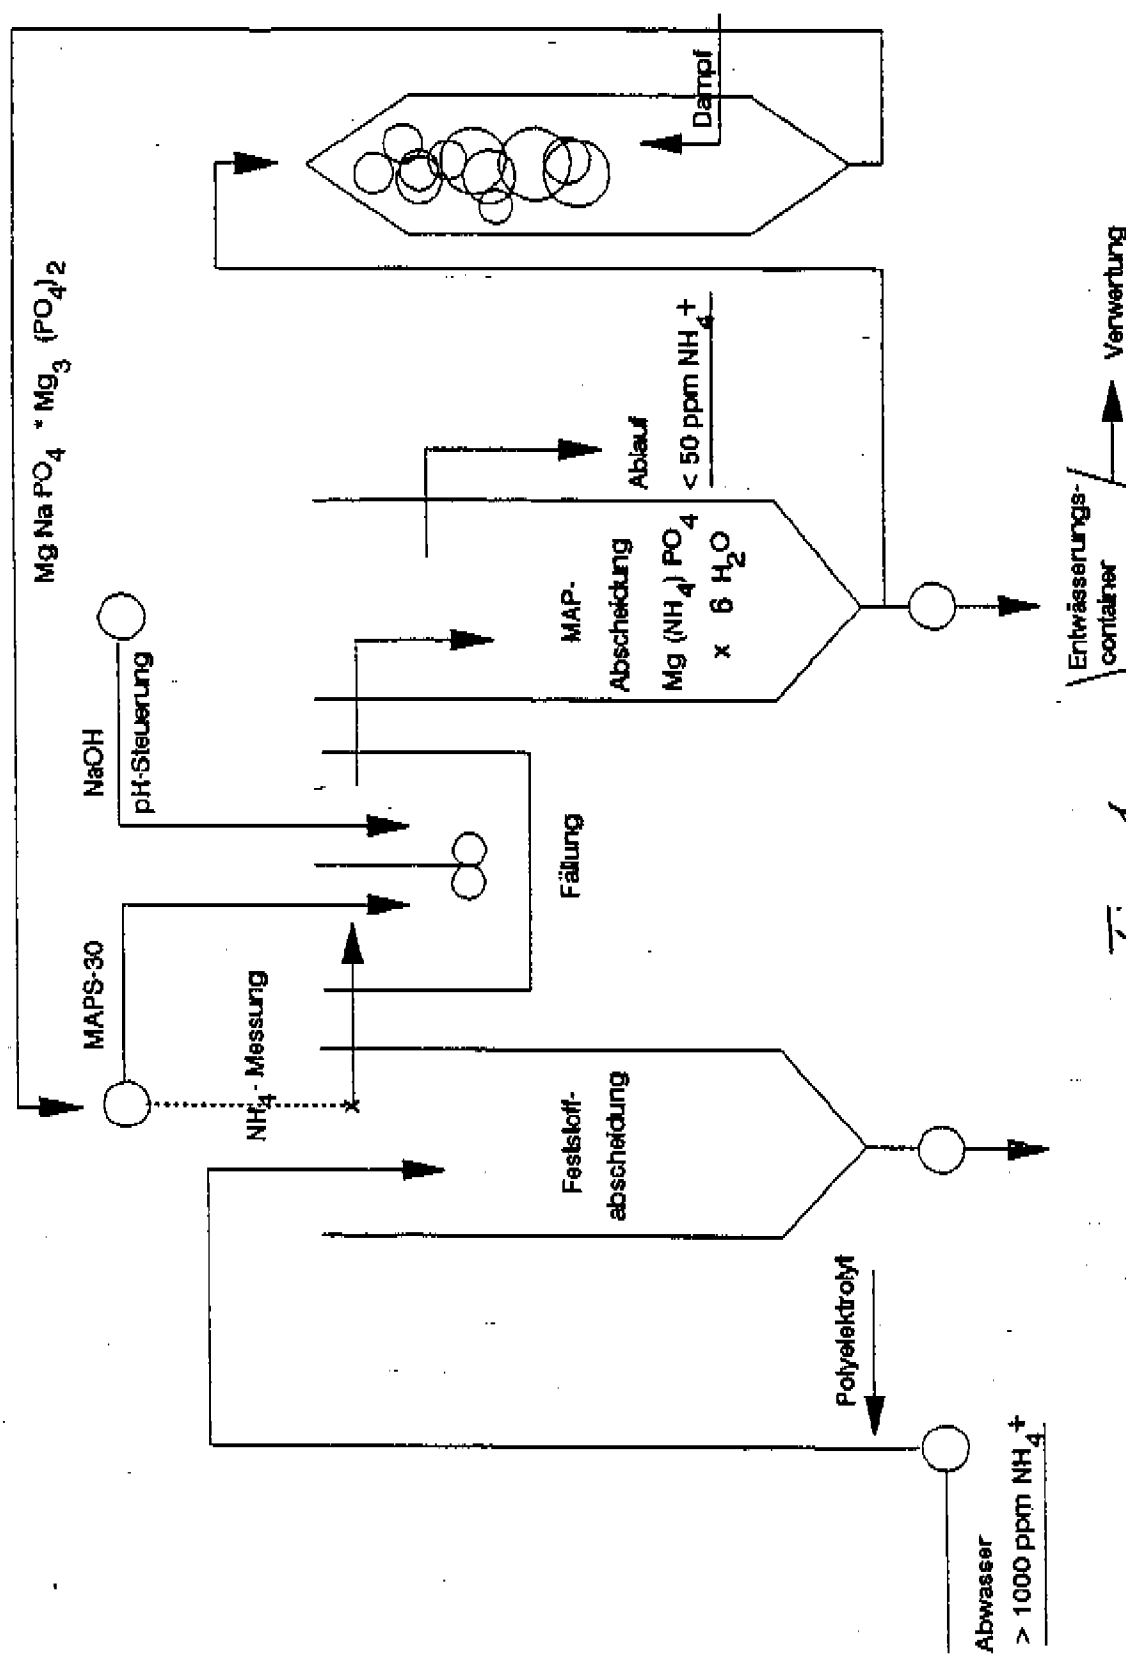 Mg Na PO4 * Mg3 (PO4)2
MAPS-30
NaOH
pH-Steuerung
NH4 - Messung
Dampf
Feststoff-
abscheidung
Fällung
MAP-
Abscheidung
Mg (NH4) PO4
x 6 H2O
Ablauf
< 50 ppm NH4+
Polyelektrolyt
Abwasser
> 1000 ppm NH4+
Entwässerungs-
container
Verwertung